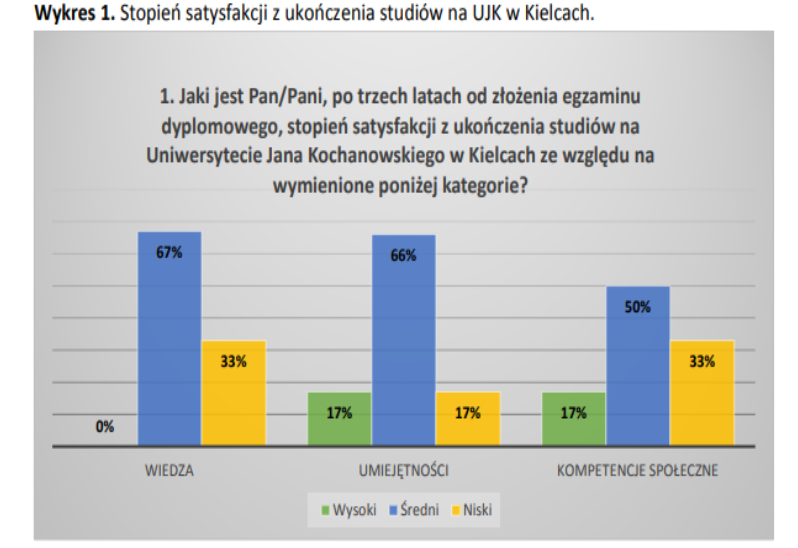 Wykres 1. Stopień satysfakcji z ukończenia studiów na UJK w Kielcach.
1. Jaki jest Pan/Pani, po trzech latach od złożenia egzaminu
dyplomowego, stopień satysfakcji z ukończenia studiów na
Uniwersytecie Jana Kochanowskiego w Kielcach ze względu na
wymienione poniżej kategorie?
0% 67% 33%
17% 66% 17%
17% 50% 33%
WIEDZA UMIEJĘTNOŚCI KOMPETENCJE SPOŁECZNE
Wysoki Średni Niski